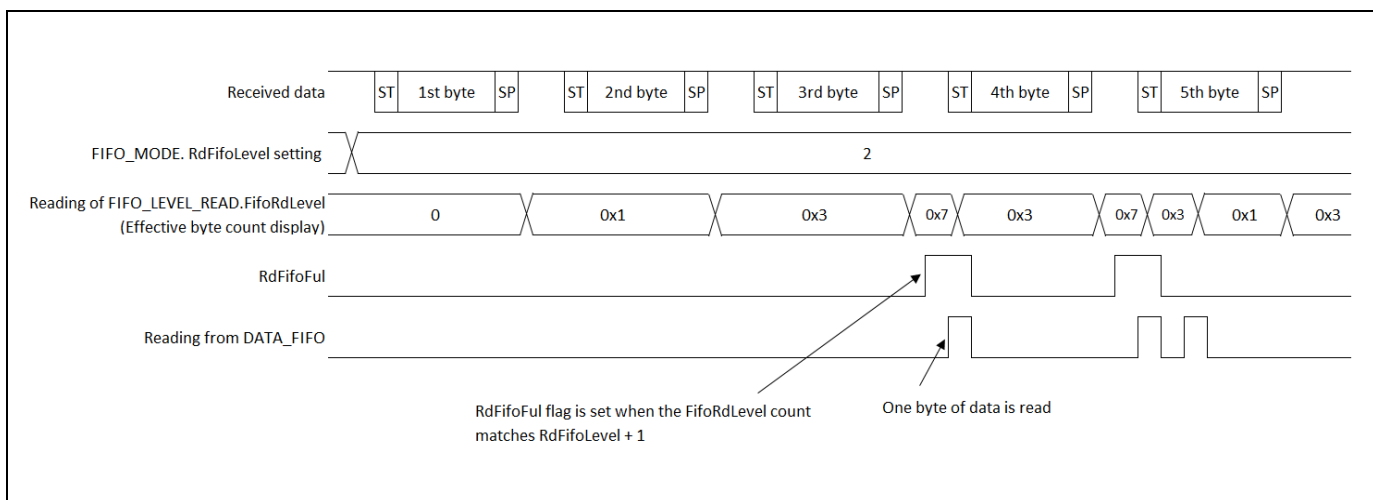 Received data ST 1st byte SP ST 2nd byte SP ST 3rd byte SP ST 4th byte SP ST 5th byte SP
FIFO_MODE. RdFifoLevel setting 2
Reading of FIFO_LEVEL_READ.FifoRdLevel
(Effective byte count display)
0 0x1 0x3 0x7 0x3 0x7 0x3 0x1 0x3
RdFifoFul
Reading from DATA_FIFO
RdFifoFul flag is set when the FifoRdLevel count
matches RdFifoLevel + 1
One byte of data is read